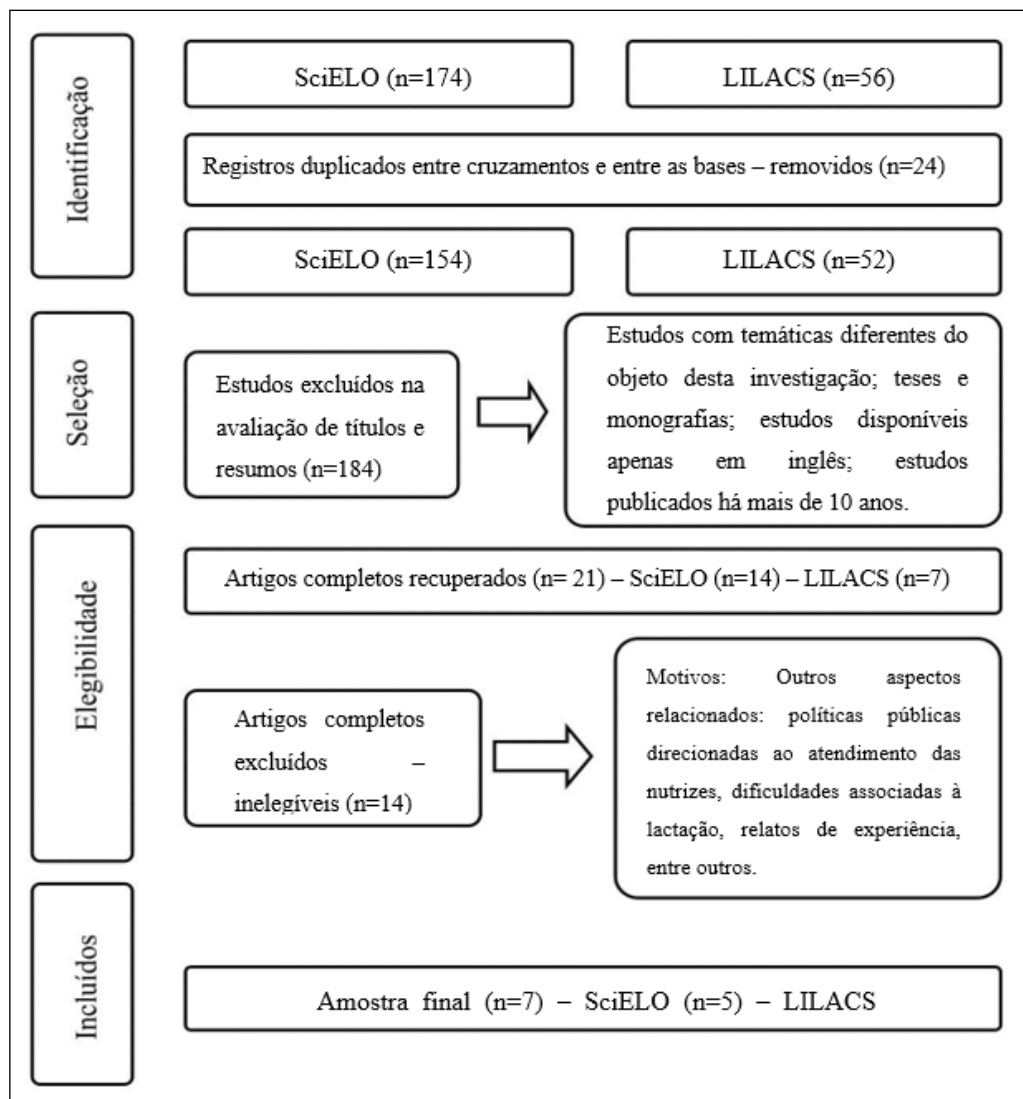 Identificação
SciELO (n=174)
LILACS (n=56)
Registros duplicados entre cruzamentos e entre as bases – removidos (n=24)
SciELO (n=154)
LILACS (n=52)
Seleção
Estudos excluídos na
avaliação de títulos e
resumos (n=184)
Estudos com temáticas diferentes do
objeto desta investigação; teses e
monografias; estudos disponíveis
apenas em inglês; estudos
publicados há mais de 10 anos.
Elegibilidade
Artigos completos recuperados (n= 21) – SciELO (n=14) – LILACS (n=7)
Artigos completos
excluídos –
inelegíveis (n=14)
Motivos: Outros aspectos
relacionados: políticas públicas
direcionadas ao atendimento das
nutrizes, dificuldades associadas à
lactação, relatos de experiência,
entre outros.
Incluídos
Amostra final (n=7) – SciELO (n=5) – LILACS